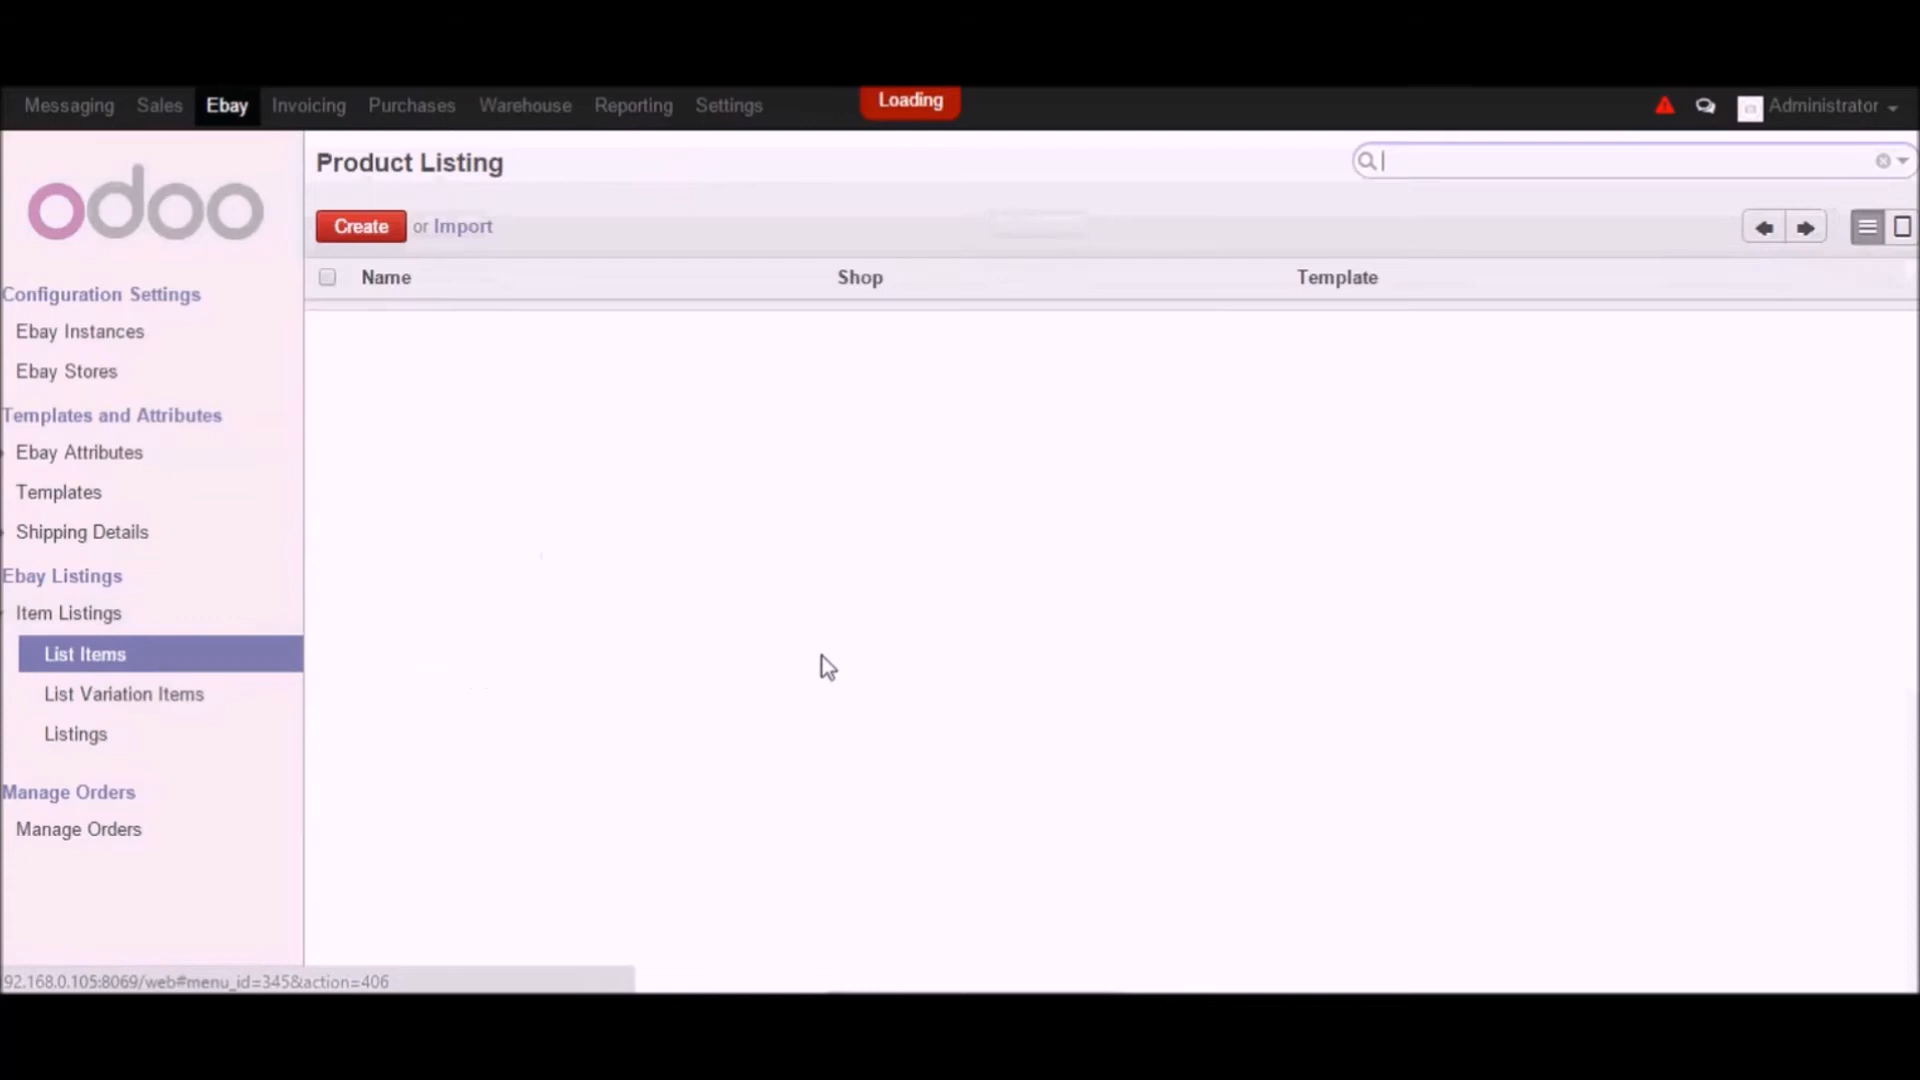 Messaging Sales Ebay Invoicing Purchases Warehouse Reporting Settings Loading Administrator
odoo
Product Listing
Create or Import
Name Shop Template
Configuration Settings
Ebay Instances
Ebay Stores
Templates and Attributes
Ebay Attributes
Templates
Shipping Details
Ebay Listings
Item Listings
List Items
List Variation Items
Listings
Manage Orders
Manage Orders
92.168.0.105:8069/web#menu_id=345&action=406